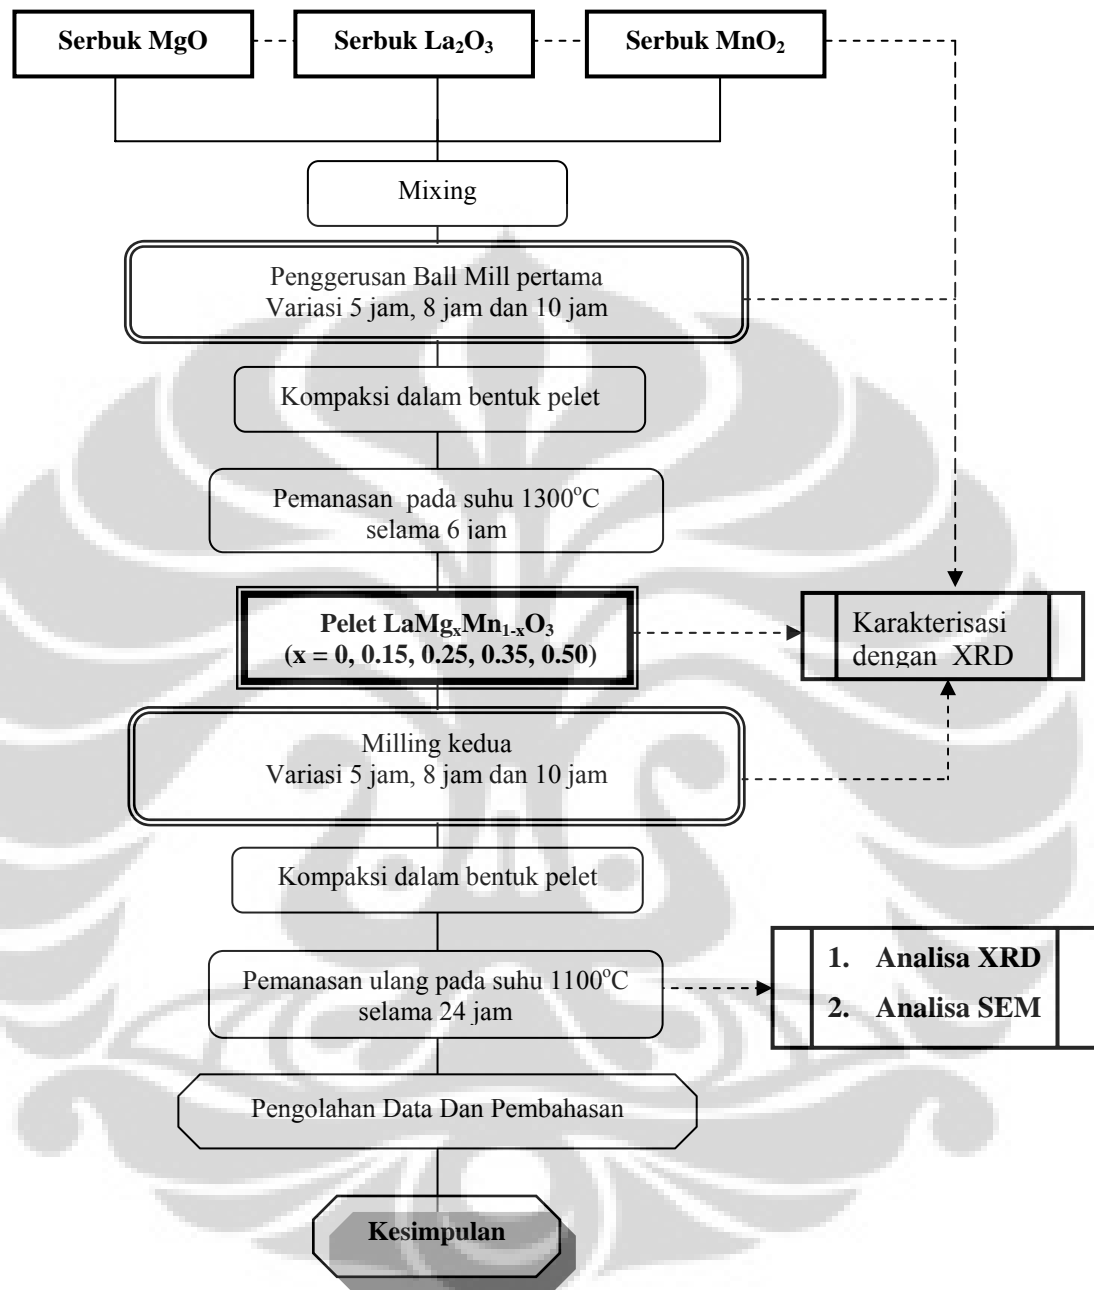 Serbuk MgO
Serbuk La₂O₃
Serbuk MnO₂
Mixing
Penggerusan Ball Mill pertama
Variasi 5 jam, 8 jam dan 10 jam
Kompaksi dalam bentuk pelet
Pemanasan pada suhu 1300°C
selama 6 jam
Pelet LaMgₓMn₁₋ₓO₃
(x = 0, 0.15, 0.25, 0.35, 0.50)
Karakterisasi
dengan XRD
Milling kedua
Variasi 5 jam, 8 jam dan 10 jam
Kompaksi dalam bentuk pelet
Pemanasan ulang pada suhu 1100°C
selama 24 jam
1. Analisa XRD
2. Analisa SEM
Pengolahan Data Dan Pembahasan
Kesimpulan